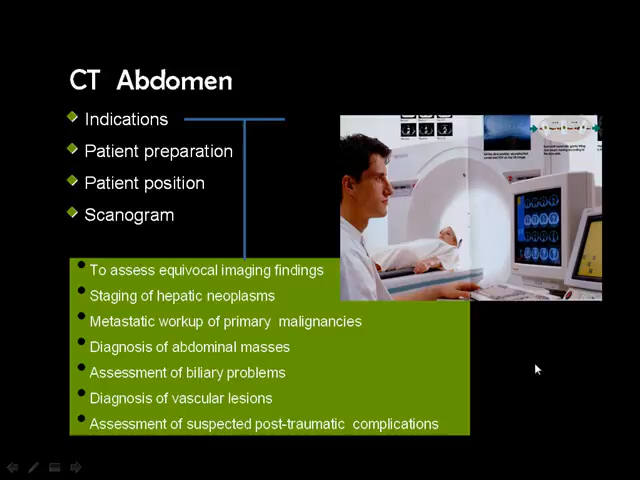 CT Abdomen
Indications
Patient preparation
Patient position
Scanogram
To assess equivocal imaging findings
Staging of hepatic neoplasms
Metastatic workup of primary malignancies
Diagnosis of abdominal masses
Assessment of biliary problems
Diagnosis of vascular lesions
Assessment of suspected post-traumatic complications